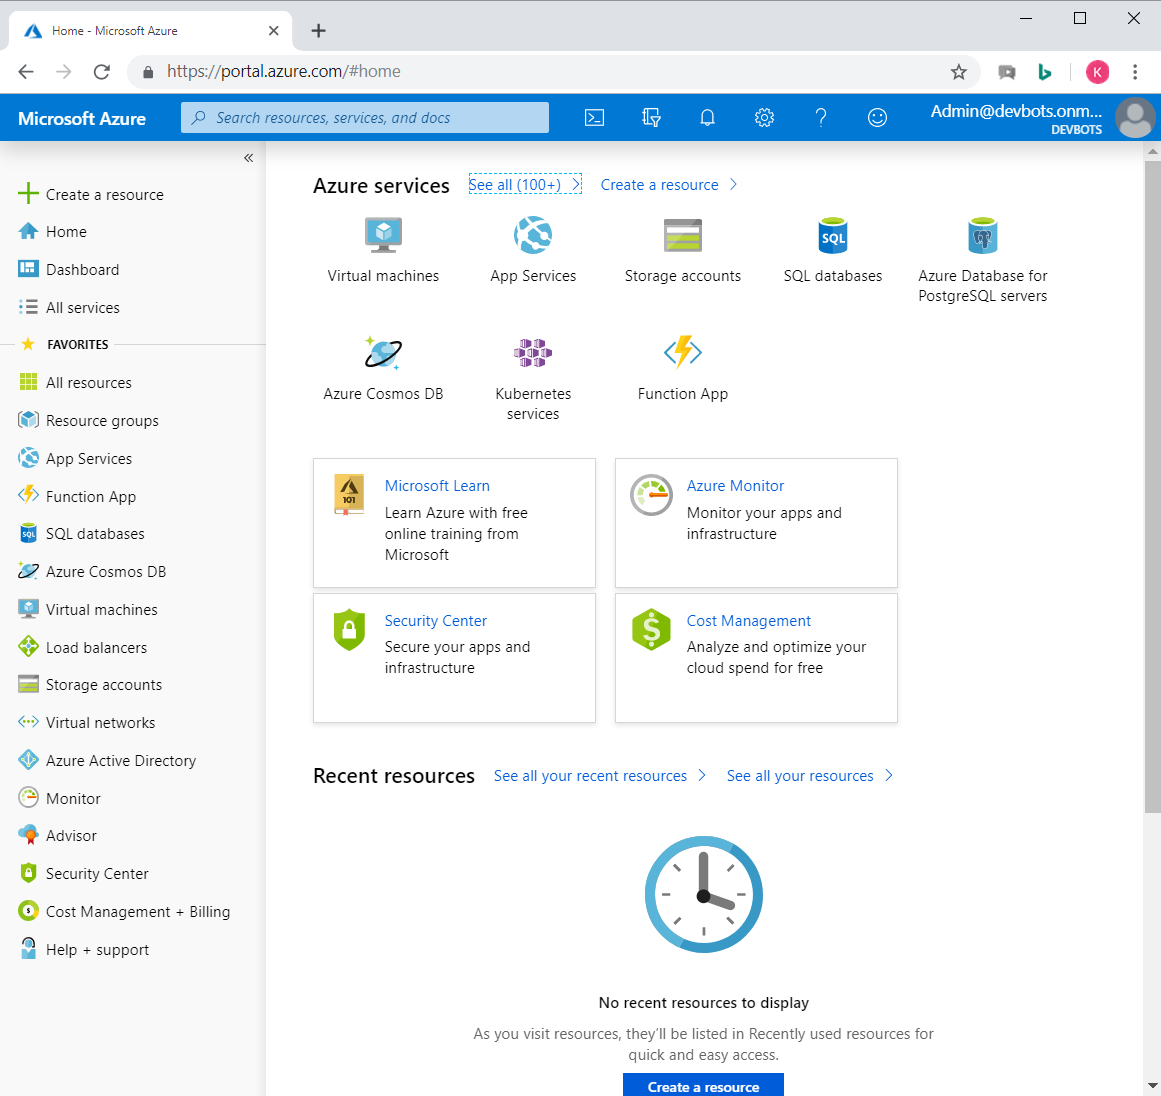 Home - Microsoft Azure
https://portal.azure.com/#home
K
Microsoft Azure
Search resources, services, and docs
Admin@devbots.onm...
DEVBOTS
Create a resource
Home
Dashboard
All services
FAVORITES
All resources
Resource groups
App Services
Function App
SQL
SQL databases
Azure Cosmos DB
Virtual machines
Load balancers
Storage accounts
Virtual networks
Azure Active Directory
Monitor
Advisor
Security Center
Cost Management + Billing
Help + support
Azure services
See all (100+)
Create a resource
Virtual machines
App Services
Storage accounts
SQL
SQL databases
Azure Database for
PostgreSQL servers
Azure Cosmos DB
Kubernetes
services
Function App
101
Microsoft Learn
Learn Azure with free
online training from
Microsoft
Azure Monitor
Monitor your apps and
infrastructure
Security Center
Secure your apps and
infrastructure
$
Cost Management
Analyze and optimize your
cloud spend for free
Recent resources
See all your recent resources
See all your resources
No recent resources to display
As you visit resources, they'll be listed in Recently used resources for
quick and easy access.
Create a resource